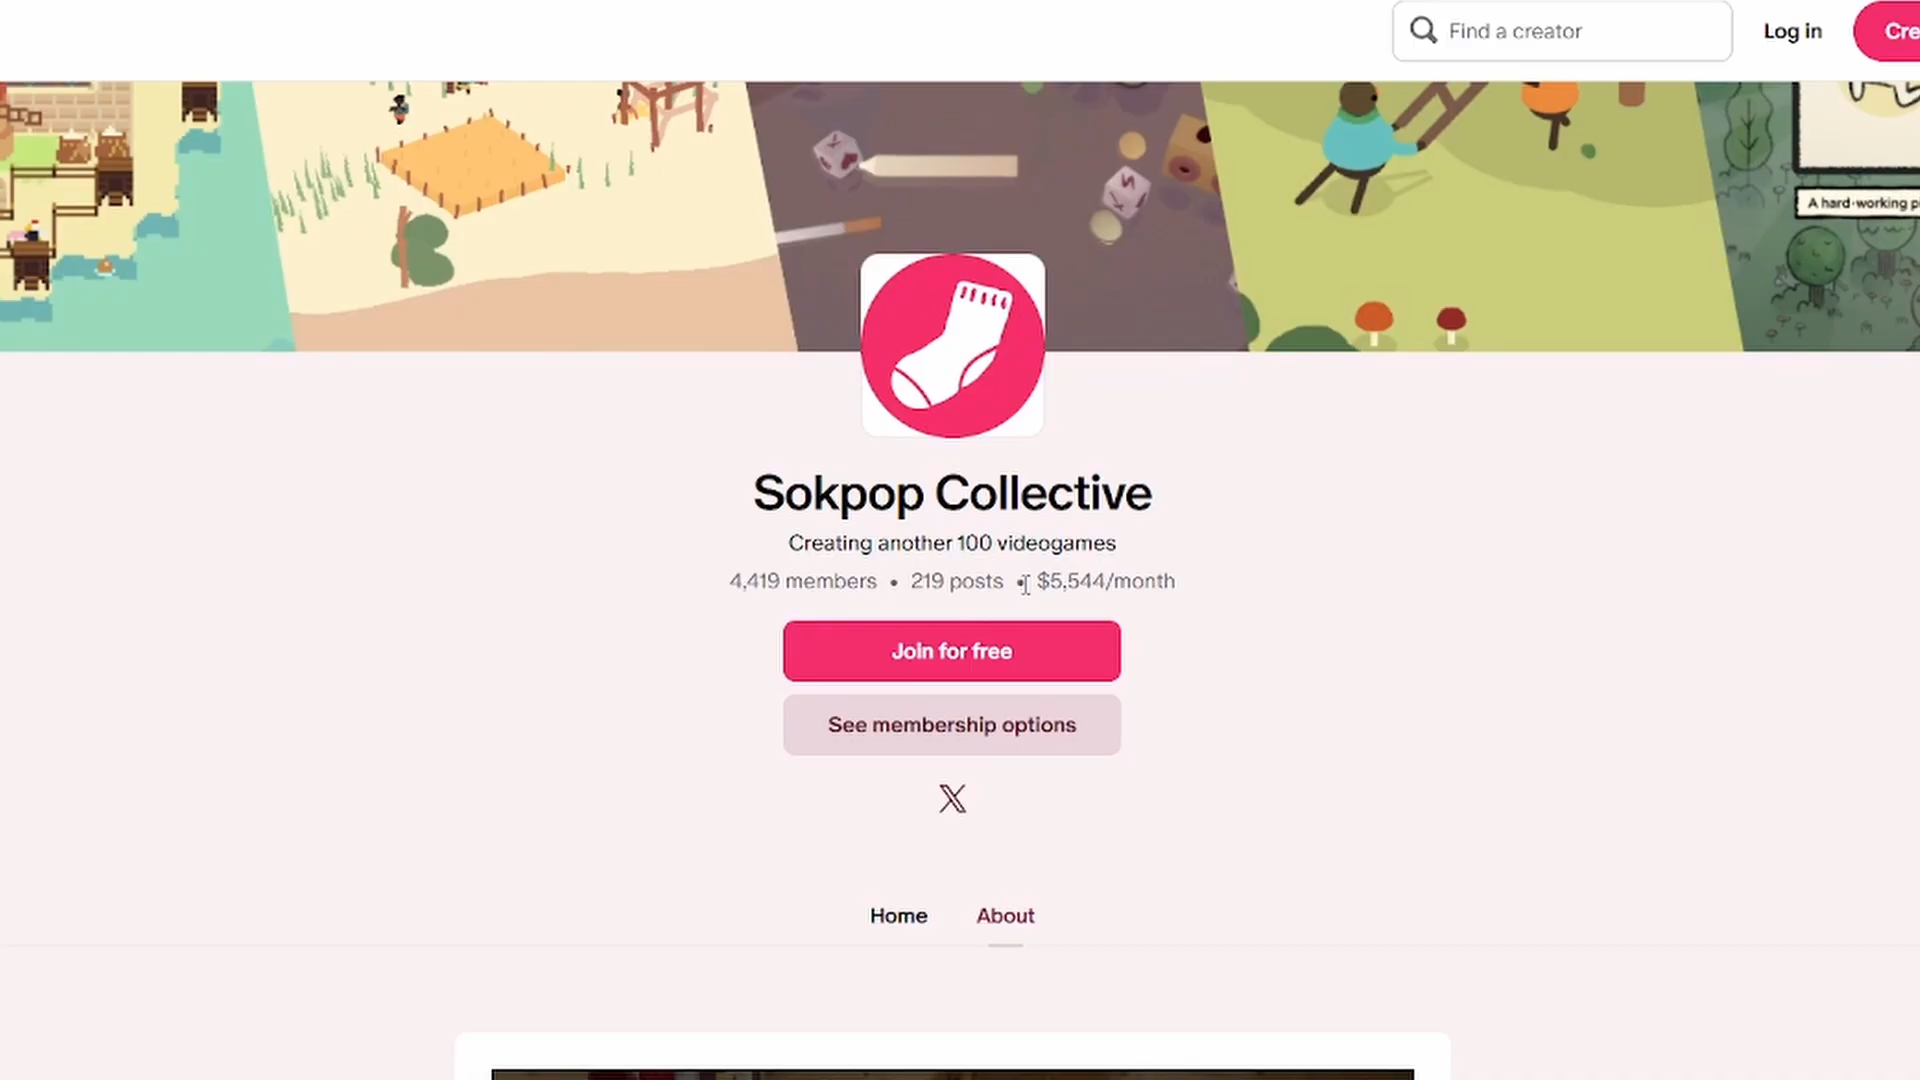 Find a creator
Log in
Cre
A hard-working p
Sokpop Collective
Creating another 100 videogames
4,419 members • 219 posts • $5,544/month
Join for free
See membership options
Home
About